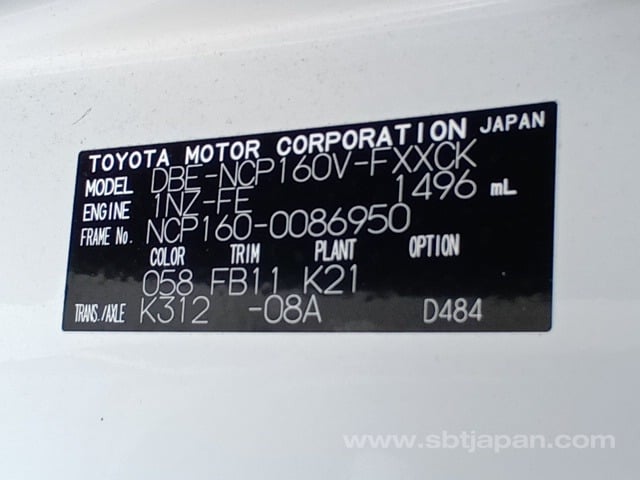 TOYOTA MOTOR CORPORATION JAPAN
MODEL DBE-NCP160V-FXXCK
ENGINE 1NZ-FE 1496 mL
FRAME No. NCP160-0086950
COLOR TRIM PLANT OPTION
058 FB11 K21
TRANS./AXLE K312 -08A D484
www.sbtjapan.com